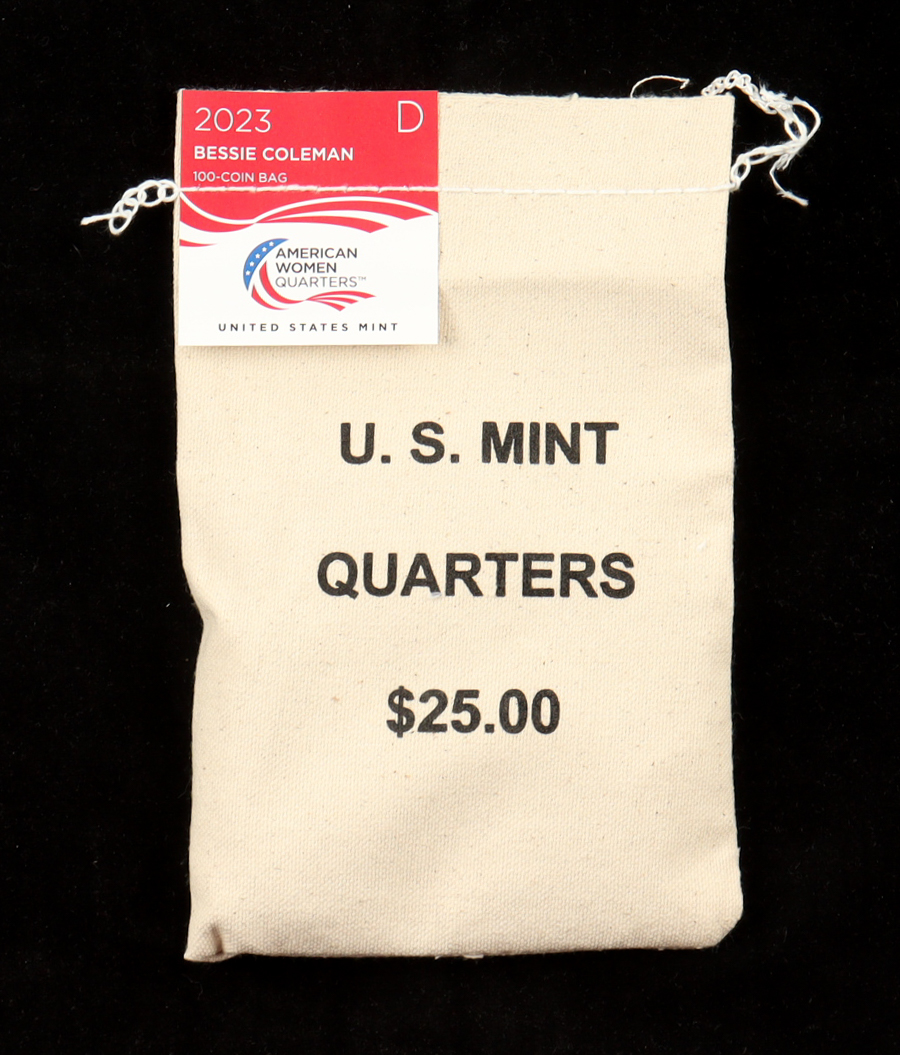 2023 D
BESSIE COLEMAN
100-COIN BAG
AMERICAN
WOMEN
QUARTERS™
UNITED STATES MINT
U. S. MINT
QUARTERS
$25.00